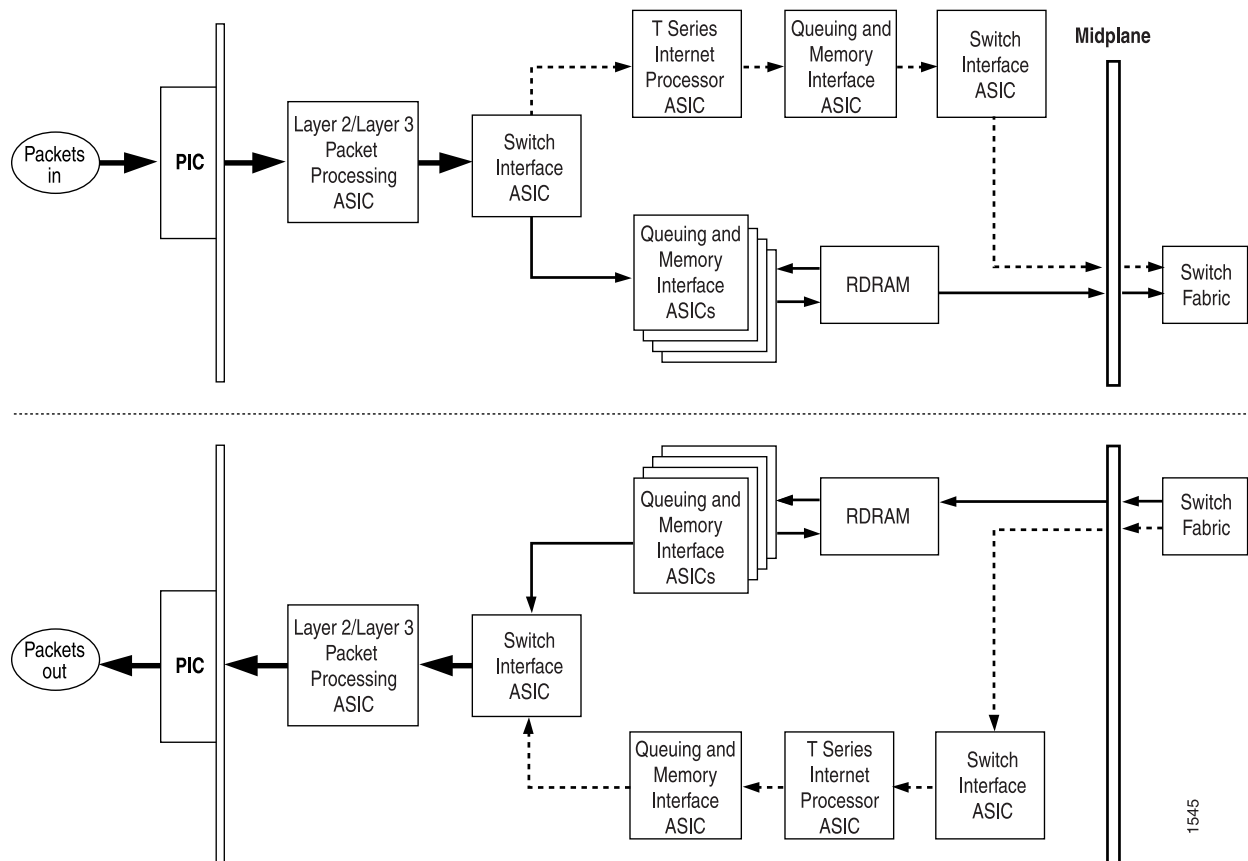 T Series
Internet
Processor
ASIC
Queuing and
Memory
Interface
ASIC
Switch
Interface
ASIC
Midplane
Packets
in
PIC
Layer 2/Layer 3
Packet
Processing
ASIC
Switch
Interface
ASIC
Queuing and
Memory
Interface
ASICs
RDRAM
Switch
Fabric
Queuing and
Memory
Interface
ASICs
RDRAM
Switch
Fabric
Packets
out
PIC
Layer 2/Layer 3
Packet
Processing
ASIC
Switch
Interface
ASIC
Queuing and
Memory
Interface
ASIC
T Series
Internet
Processor
ASIC
Switch
Interface
ASIC
1545